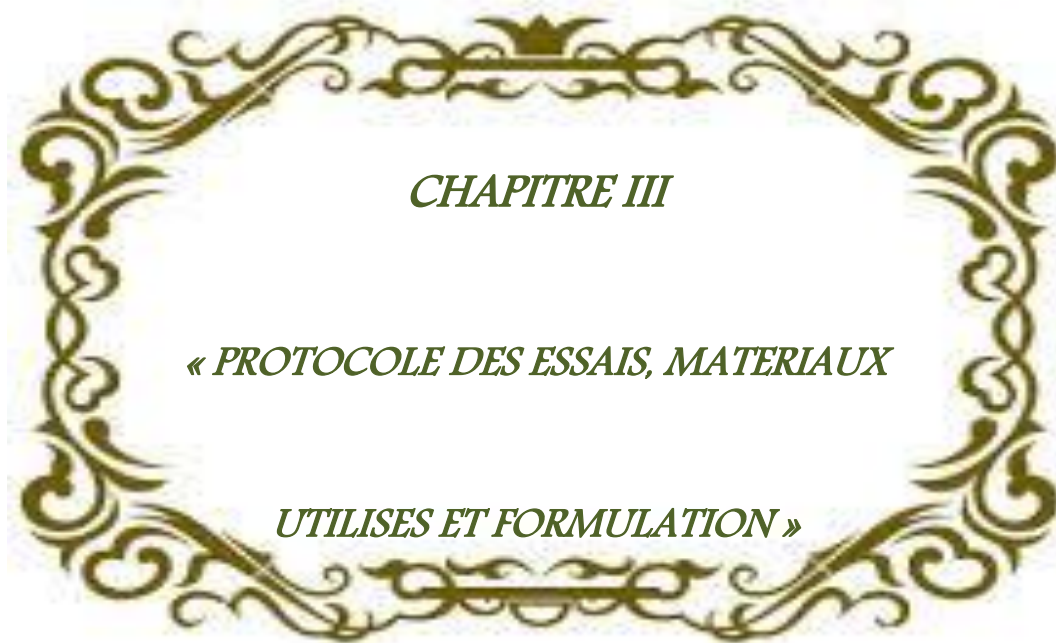 CHAPITRE III
« PROTOCOLE DES ESSAIS, MATERIAUX
UTILISES ET FORMULATION »